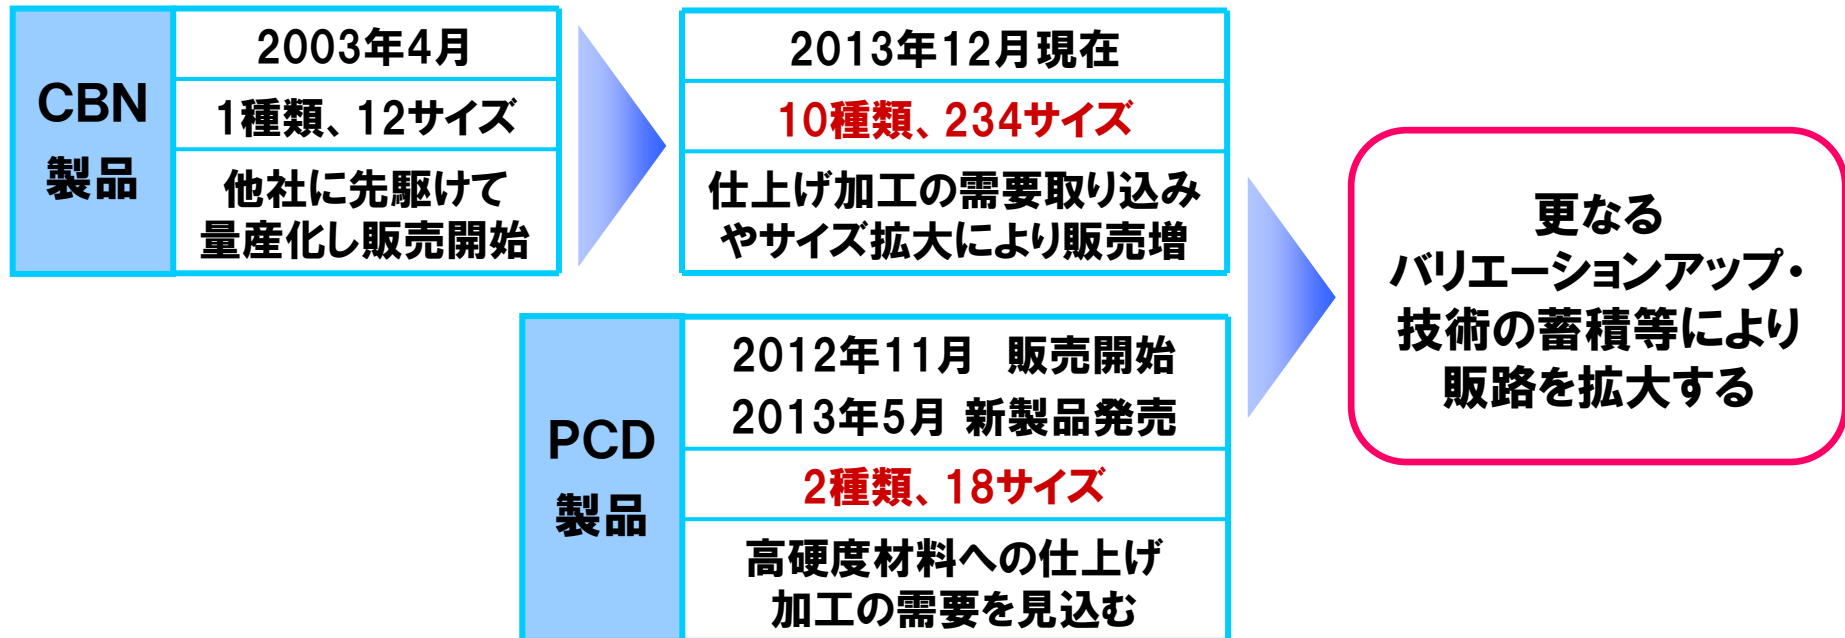 CBN
製品
2003年4月
1種類、12サイズ
他社に先駆けて
量産化し販売開始
2013年12月現在
10種類、234サイズ
仕上げ加工の需要取り込み
やサイズ拡大により販売増
PCD
製品
2012年11月　販売開始
2013年5月 新製品発売
2種類、18サイズ
高硬度材料への仕上げ
加工の需要を見込む
更なる
バリエーションアップ・
技術の蓄積等により
販路を拡大する